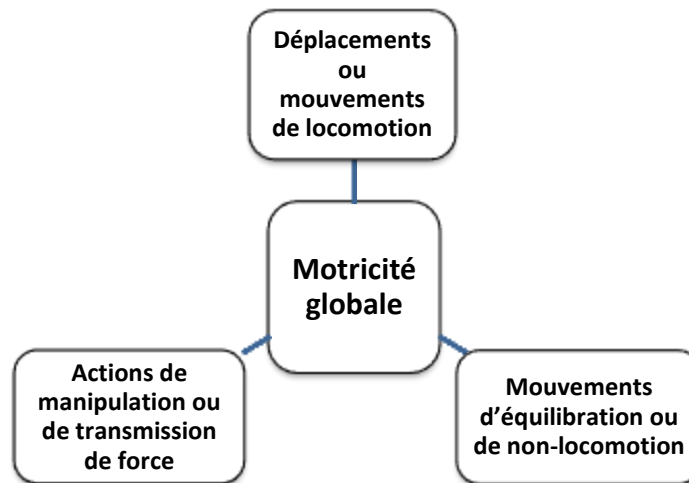 Déplacements
ou
mouvements
de locomotion
Motricité
globale
Actions de
manipulation ou
de transmission
de force
Mouvements
d’équilibration ou
de non-locomotion